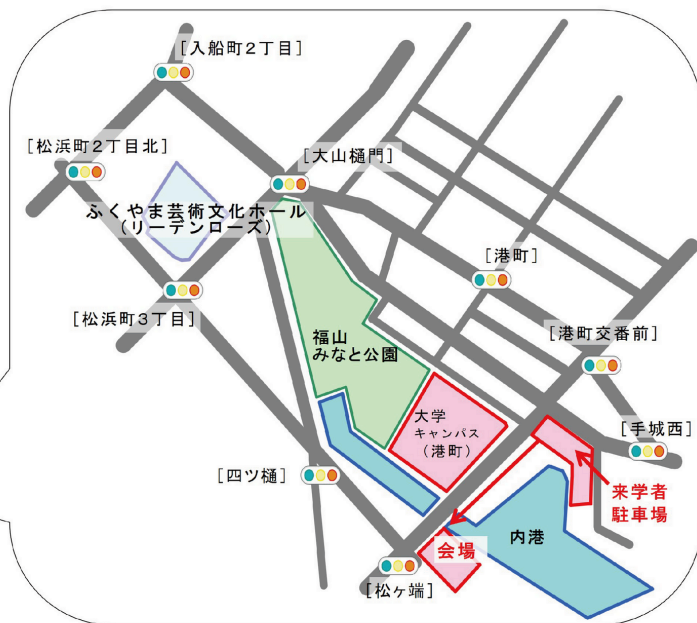 [入船町2丁目]
[松浜町2丁目北]
[大山樋門]
ふくやま芸術文化ホール
(リーデンローズ)
[港町]
[松浜町3丁目]
福山
みなと公園
[港町交番前]
大学
キャンパス
(港町)
[手城西]
[四ツ樋]
来学者
駐車場
内港
会場
[松ヶ端]